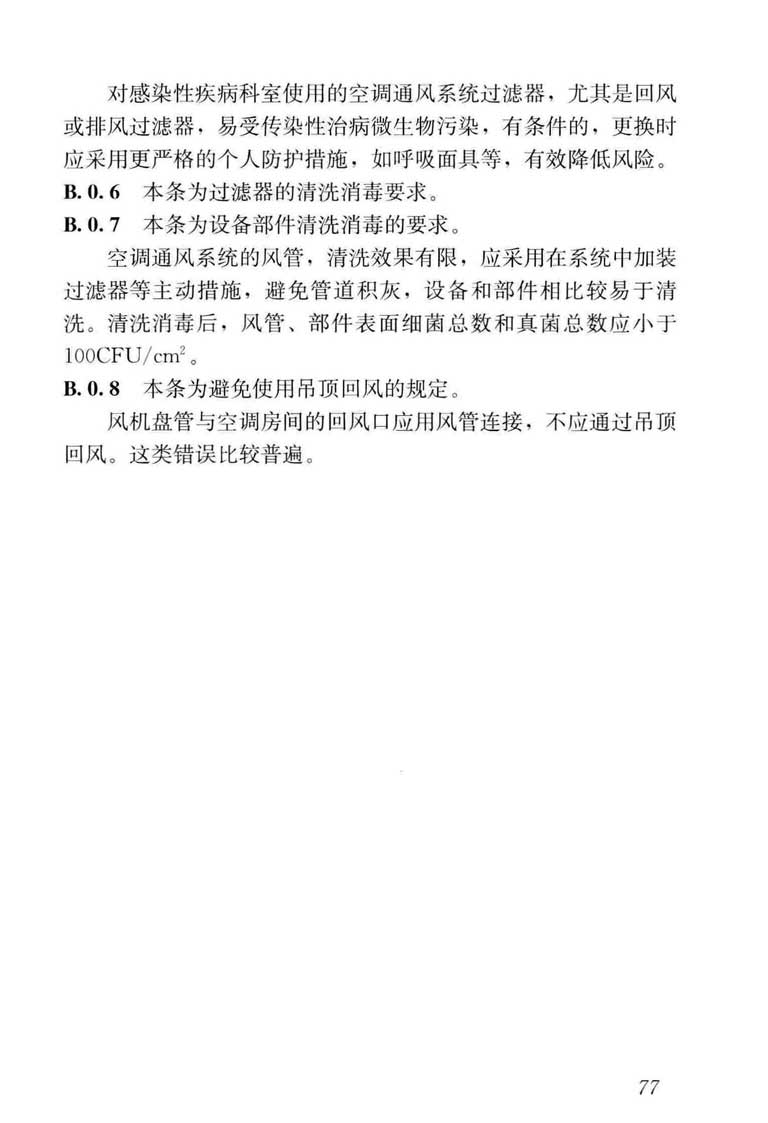 对感染性疾病科室使用的空调通风系统过滤器，尤其是回风
或排风过滤器，易受传染性治病微生物污染，有条件的，更换时
应采用更严格的个人防护措施，如呼吸面具等，有效降低风险。
B.0.6 本条为过滤器的清洗消毒要求。
B.0.7 本条为设备部件清洗消毒的要求。
空调通风系统的风管，清洗效果有限，应采用在系统中加装
过滤器等主动措施，避免管道积灰，设备和部件相比较易于清
洗。清洗消毒后，风管、部件表面细菌总数和真菌总数应小于
100CFU/cm²。
B.0.8 本条为避免使用吊顶回风的规定。
风机盘管与空调房间的回风口应用风管连接，不应通过吊顶
回风。这类错误比较普遍。
77